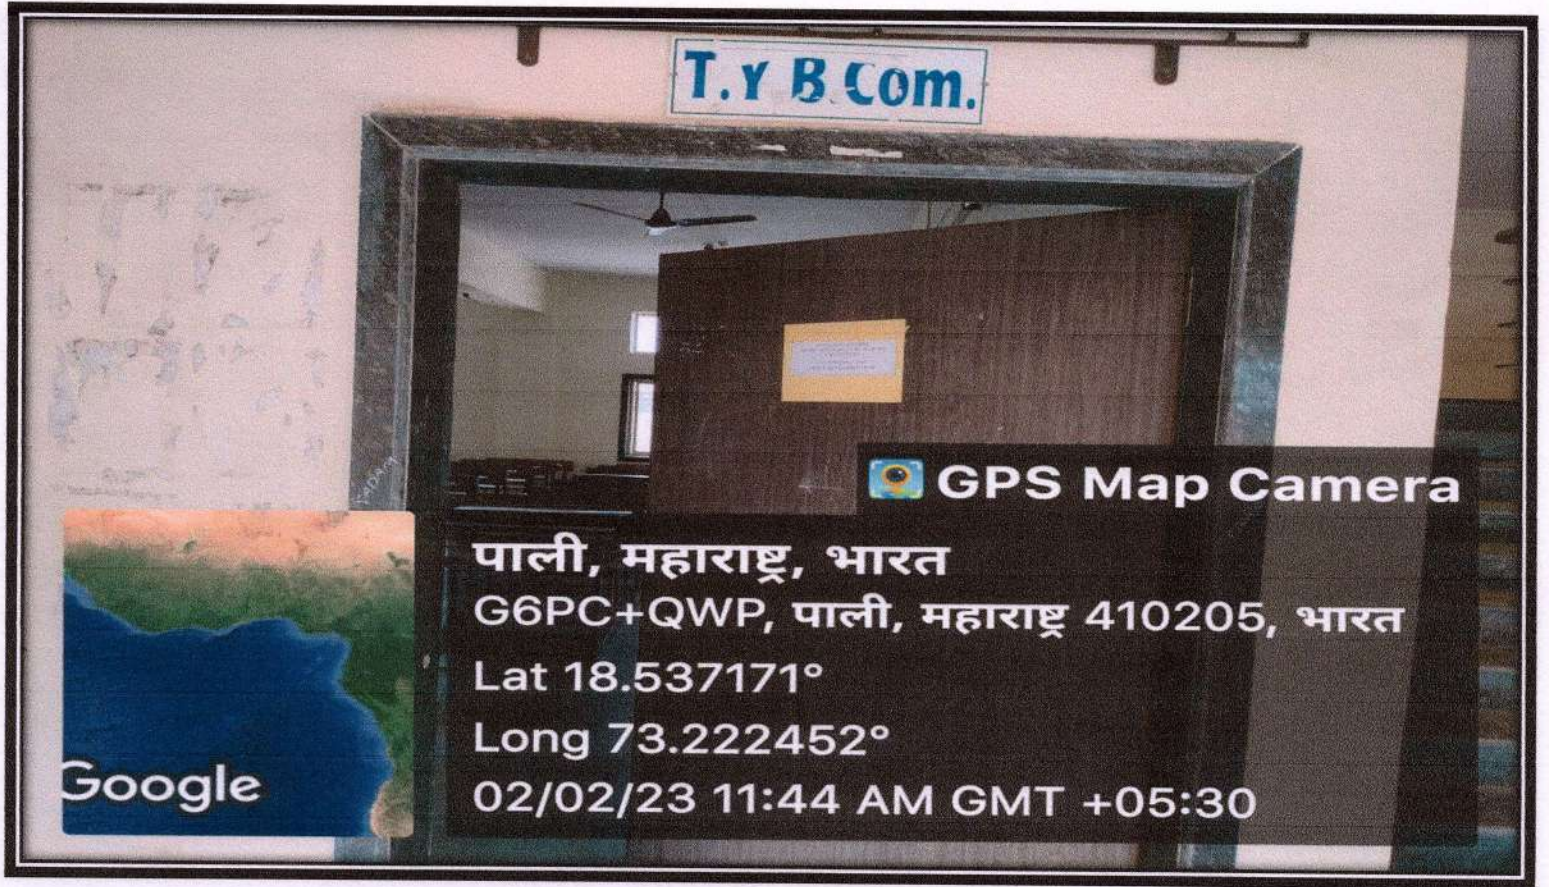 T.Y B.Com.
GPS Map Camera
पाली, महाराष्ट्र, भारत
G6PC+QWP, पाली, महाराष्ट्र 410205, भारत
Lat 18.537171°
Long 73.222452°
02/02/23 11:44 AM GMT +05:30
Google